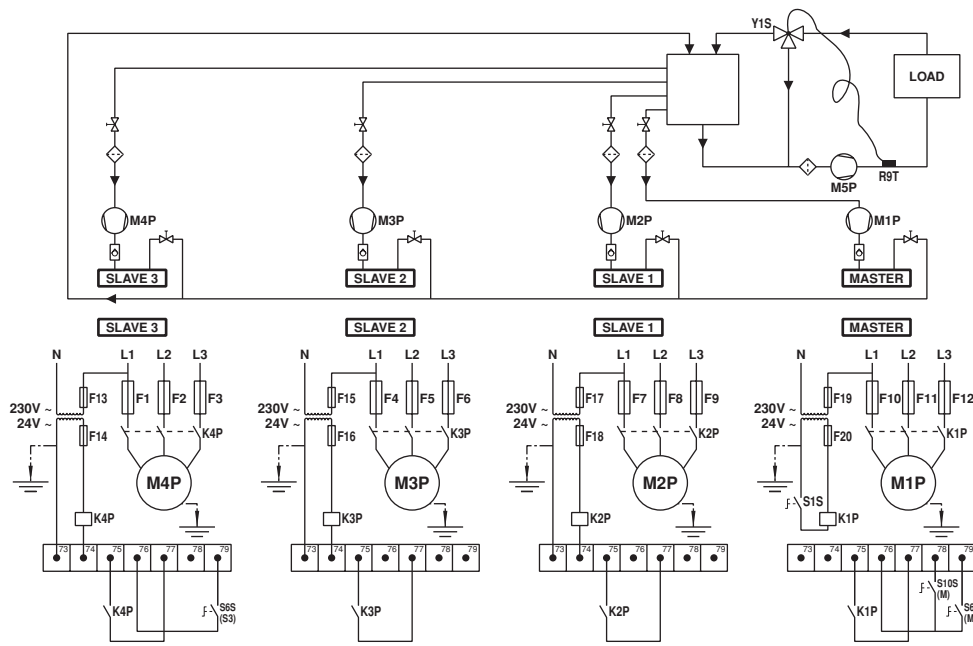 Y1S
LOAD
R9T
M5P
M4P
M3P
M2P
M1P
SLAVE 3
SLAVE 2
SLAVE 1
MASTER
SLAVE 3
SLAVE 2
SLAVE 1
MASTER
N L1 L2 L3
F13 F1 F2 F3
230V ~
24V ~
F14 K4P
M4P
K4P
73 74 75 76 77 78 79
K4P
S6S
(S3)
N L1 L2 L3
F15 F4 F5 F6
230V ~
24V ~
F16 K3P
M3P
K3P
73 74 75 76 77 78 79
K3P
N L1 L2 L3
F17 F7 F8 F9
230V ~
24V ~
F18 K2P
M2P
K2P
73 74 75 76 77 78 79
K2P
N L1 L2 L3
F19 F10 F11 F12
230V ~
24V ~
F20 K1P
M1P
S1S
K1P
73 74 75 76 77 78 79
K1P
S10S
(M)
S6
(M